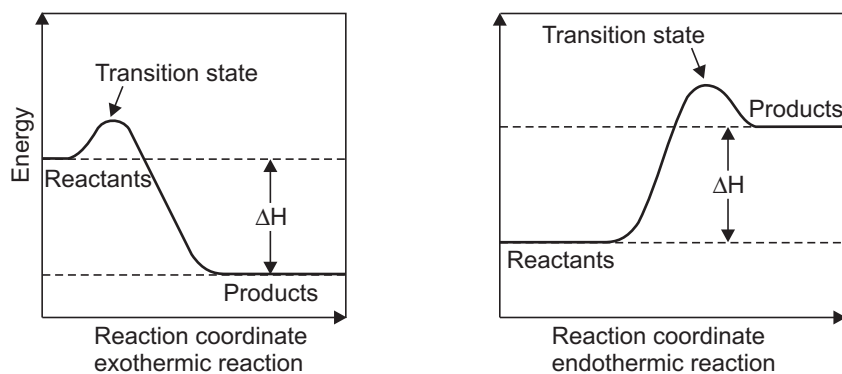 Transition state
Energy
Reactants
ΔH
Products
Reaction coordinate
exothermic reaction
Transition state
Products
ΔH
Reactants
Reaction coordinate
endothermic reaction